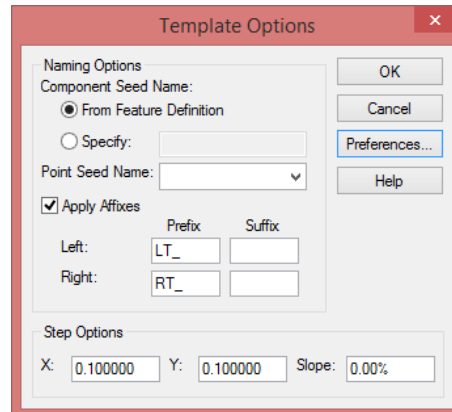 Template Options
Naming Options
Component Seed Name:
From Feature Definition
Specify:
Point Seed Name:
Apply Affixes
Prefix Suffix
Left: LT_
Right: RT_
OK
Cancel
Preferences...
Help
Step Options
X: 0.100000 Y: 0.100000 Slope: 0.00%